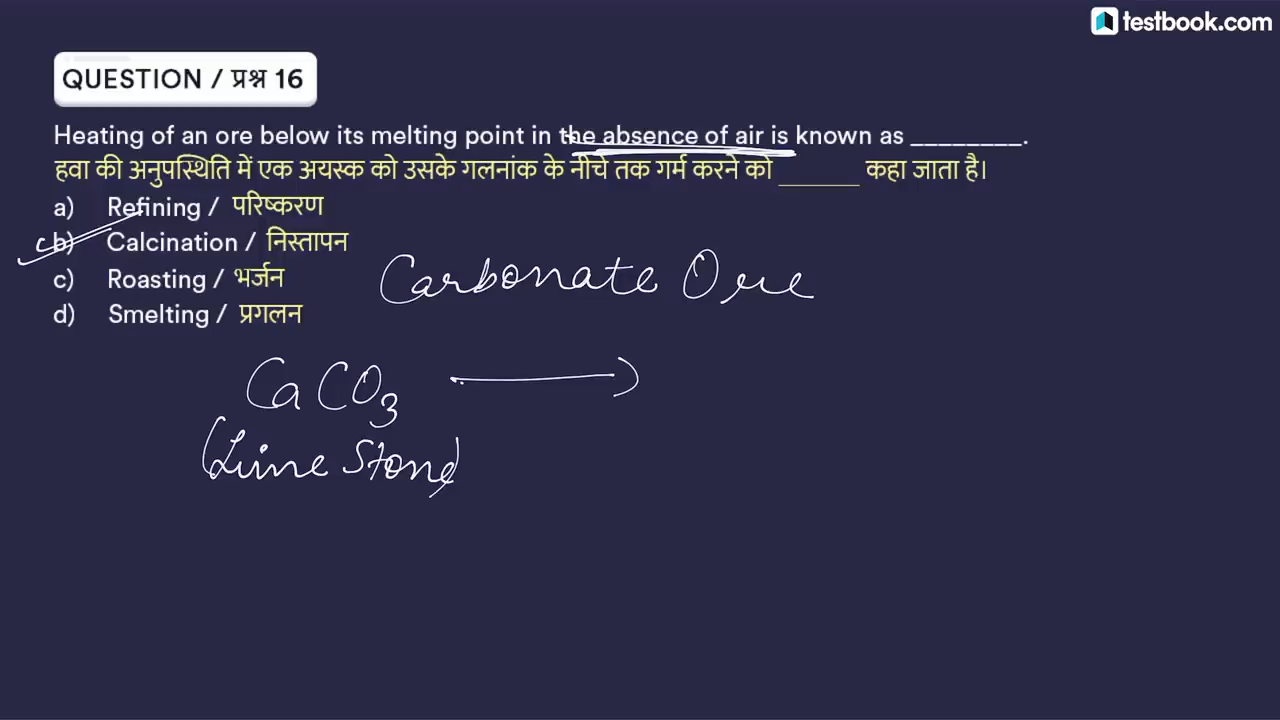 testbook.com
QUESTION / प्रश्न 16
Heating of an ore below its melting point in the absence of air is known as ________.
हवा की अनुपस्थिति में एक अयस्क को उसके गलनांक के नीचे तक गर्म करने को ______ कहा जाता है।
a) Refining / परिष्करण
b) Calcination / निस्तापन
c) Roasting / भर्जन
d) Smelting / प्रगलन
Carbonate Ore
CaCO3 →
(Lime Stone)